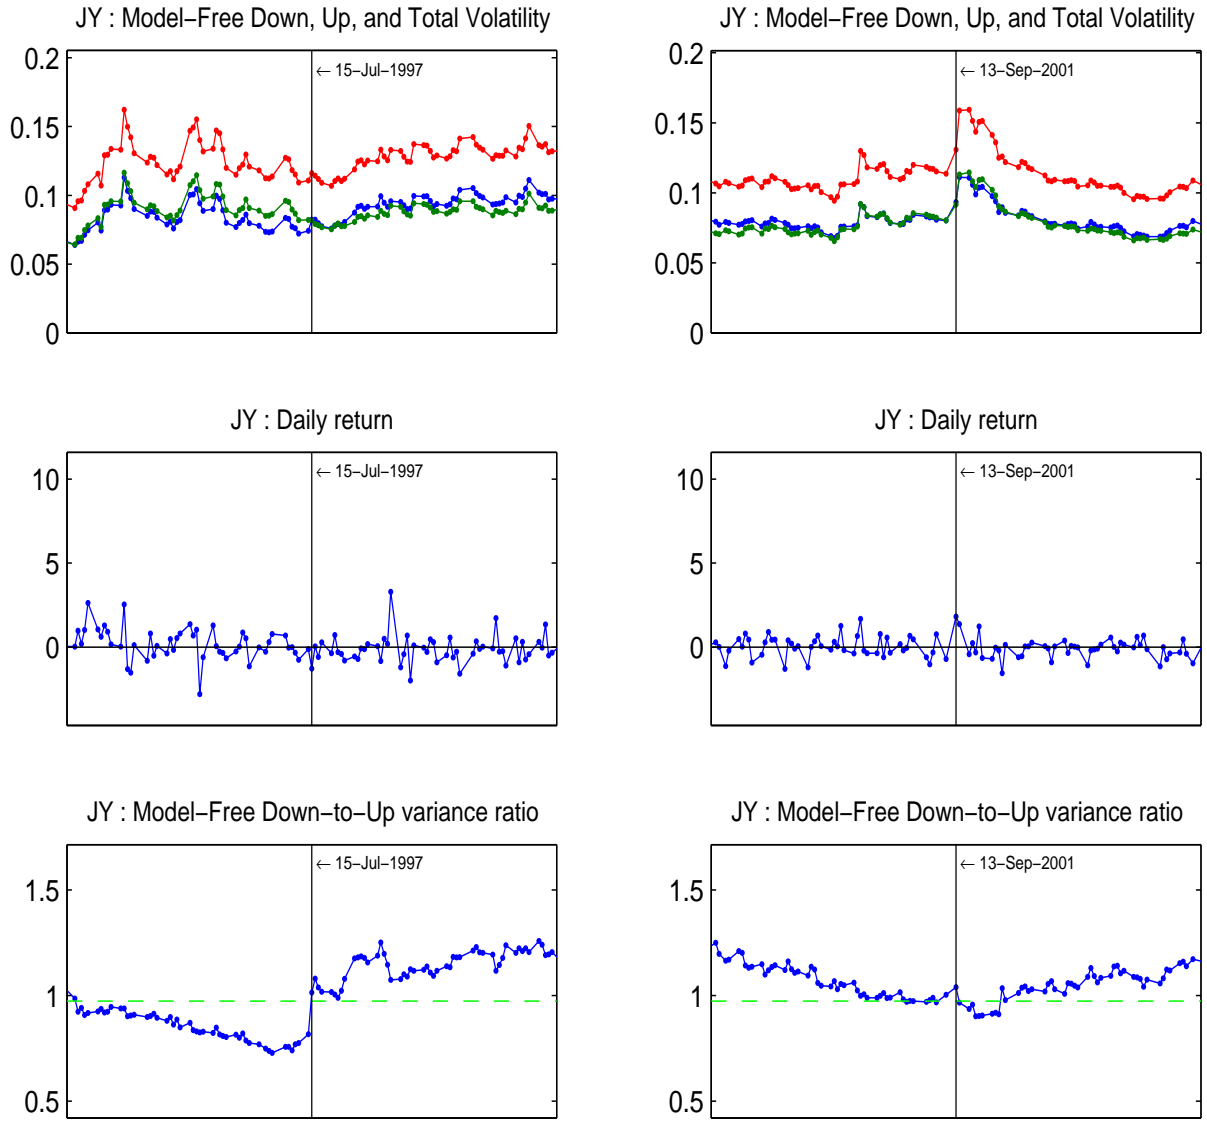 JY : Model−Free Down, Up, and Total Volatility
0.2
0.15
0.1
0.05
0
← 15−Jul−1997
JY : Model−Free Down, Up, and Total Volatility
0.2
0.15
0.1
0.05
0
← 13−Sep−2001
JY : Daily return
10
5
0
← 15−Jul−1997
JY : Daily return
10
5
0
← 13−Sep−2001
JY : Model−Free Down−to−Up variance ratio
1.5
1
0.5
← 15−Jul−1997
JY : Model−Free Down−to−Up variance ratio
1.5
1
0.5
← 13−Sep−2001